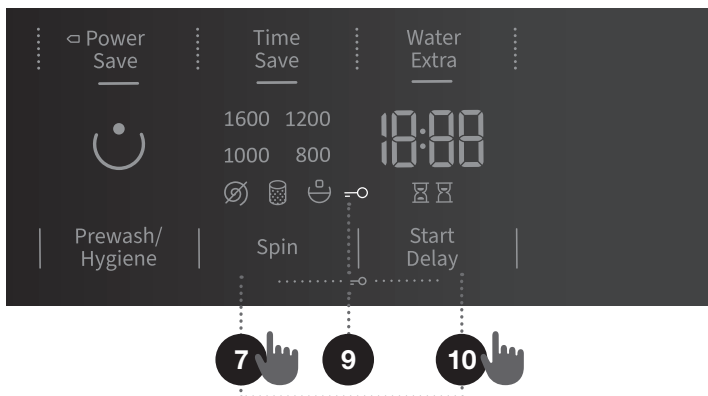 Power
Save
Time
Save
Water
Extra
1600 1200
1000 800
18:88
Prewash/
Hygiene
Spin
Start
Delay
7
9
10